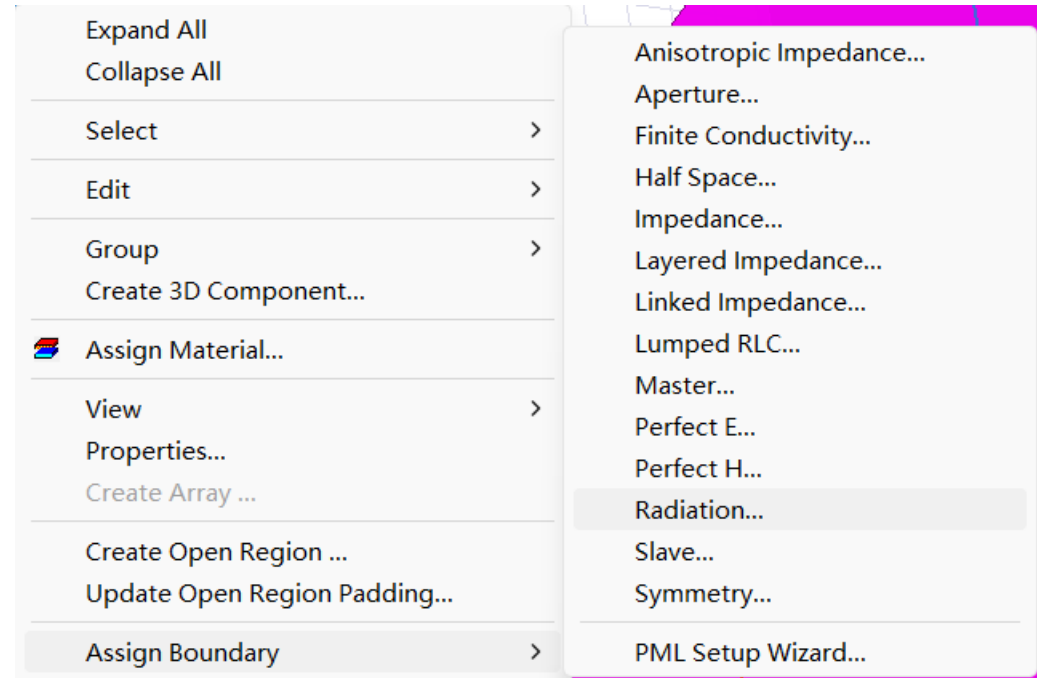 Expand All
Collapse All
Select
Edit
Group
Create 3D Component...
Assign Material...
View
Properties...
Create Array ...
Create Open Region ...
Update Open Region Padding...
Assign Boundary
Anisotropic Impedance...
Aperture...
Finite Conductivity...
Half Space...
Impedance...
Layered Impedance...
Linked Impedance...
Lumped RLC...
Master...
Perfect E...
Perfect H...
Radiation...
Slave...
Symmetry...
PML Setup Wizard...